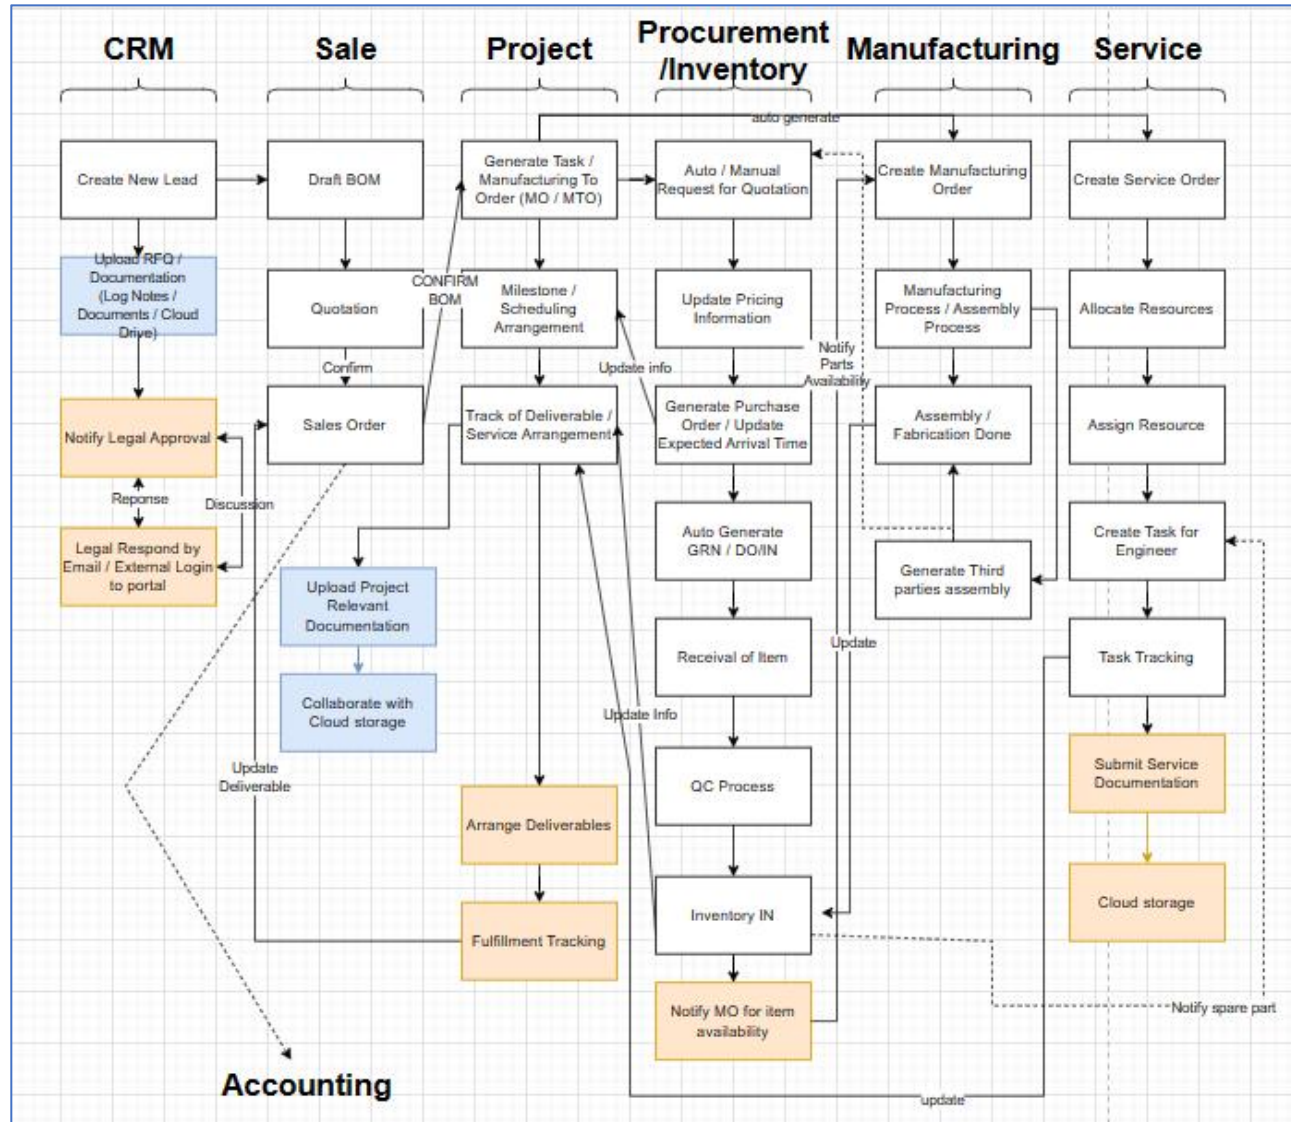 CRM
Sale
Project
Procurement
/Inventory
Manufacturing
Service
auto generate
Create New Lead
Draft BOM
Generate Task /
Manufacturing To
Order (MO / MTO)
Auto / Manual
Request for Quotation
Create Manufacturing
Order
Create Service Order
Upload RFQ /
Documentation
(Log Notes /
Documents / Cloud
Drive)
Quotation
CONFIRM
BOM
Milestone /
Scheduling
Arrangement
Update Pricing
Information
Manufacturing
Process / Assembly
Process
Allocate Resources
Confirm
Update info
Notify
Parts
Availability
Notify Legal Approval
Sales Order
Track of Deliverable /
Service Arrangement
Generate Purchase
Order / Update
Expected Arrival Time
Assembly /
Fabrication Done
Assign Resource
Reponse
Discussion
Legal Respond by
Email / External Login
to portal
Auto Generate
GRN / DO/IN
Create Task for
Engineer
Upload Project
Relevant
Documentation
Generate Third
parties assembly
Receival of Item
Update
Task Tracking
Collaborate with
Cloud storage
Update Info
Update
Deliverable
QC Process
Submit Service
Documentation
Arrange Deliverables
Inventory IN
Cloud storage
Fulfillment Tracking
Notify MO for item
availability
Notify spare part
Accounting
update